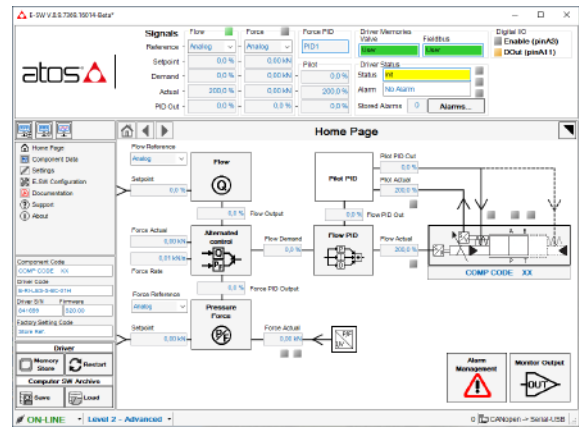 E-SW V.8.9.7369.16014-Beta*
atos
Signals Flow Force Force PID
Reference Analog Analog PID1
Setpoint 0,0 % 0,00 kN Pilot
Demand 0,0 % 0,00 kN 0,0 %
Actual 200,0 % 0,00 kN 200,0 %
PID Out 0,0 % 0,0 % 0,0 %
Driver Memories
Valve Fieldbus
User User
Driver Status
Status Init
Alarm No Alarm
Stored Alarms 0 Alarms...
Digital I\O
Enable (pinA3)
DOut (pinA11)
Home Page
Home Page
Component Data
Settings
E-SW Configuration
Documentation
Support
About
Component Code
COMP CODE XX
Driver Code
Driver S/N Firmware
Factory Setting Code
Store Ref.
Driver
Memory Store
Restart
Computer SW Archive
Save
Load
Flow Reference
Analog
Setpoint
0,0 %
Flow
Q
0,0 % Flow Output
Force Actual
0,00 kN
0,01 kN/s
Force Rate
Alternated control
Flow Demand
0,0 %
Pilot PID
Pilot PID Out
0,0 %
Pilot Actual
200,0 %
0,0 % Flow PID Out
Flow PID
Flow Actual
200,0 %
A B
P T
COMP CODE XX
0,0 % Force PID Output
Force Reference
Analog
Setpoint
0,00 kN
Pressure Force
P/F
Force Actual
0,00 kN
P/F
Alarm Management
Monitor Output
OUT
ON-LINE Level 2 - Advanced 0 CANopen -> Serial-USB